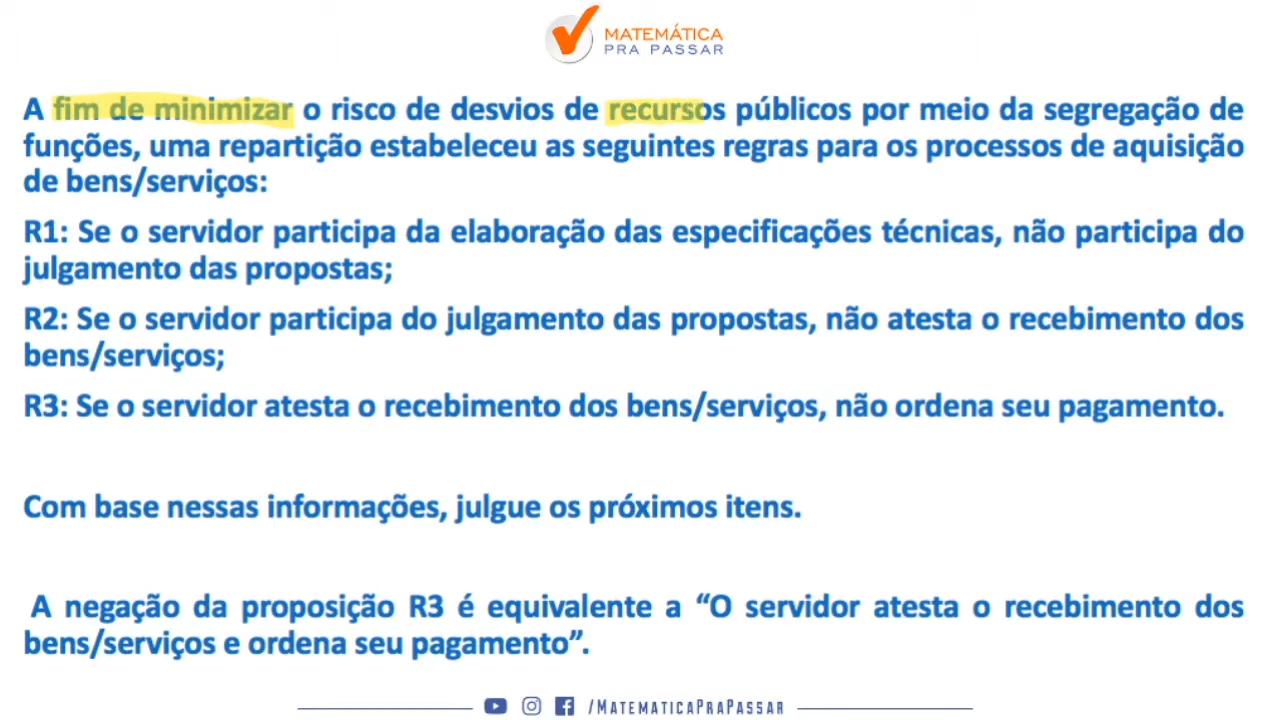 MATEMÁTICA
PRA PASSAR
A fim de minimizar o risco de desvios de recursos públicos por meio da segregação de
funções, uma repartição estabeleceu as seguintes regras para os processos de aquisição
de bens/serviços:
R1: Se o servidor participa da elaboração das especificações técnicas, não participa do
julgamento das propostas;
R2: Se o servidor participa do julgamento das propostas, não atesta o recebimento dos
bens/serviços;
R3: Se o servidor atesta o recebimento dos bens/serviços, não ordena seu pagamento.
Com base nessas informações, julgue os próximos itens.
A negação da proposição R3 é equivalente a “O servidor atesta o recebimento dos
bens/serviços e ordena seu pagamento”.
/MATEMATICAPRAPASSAR